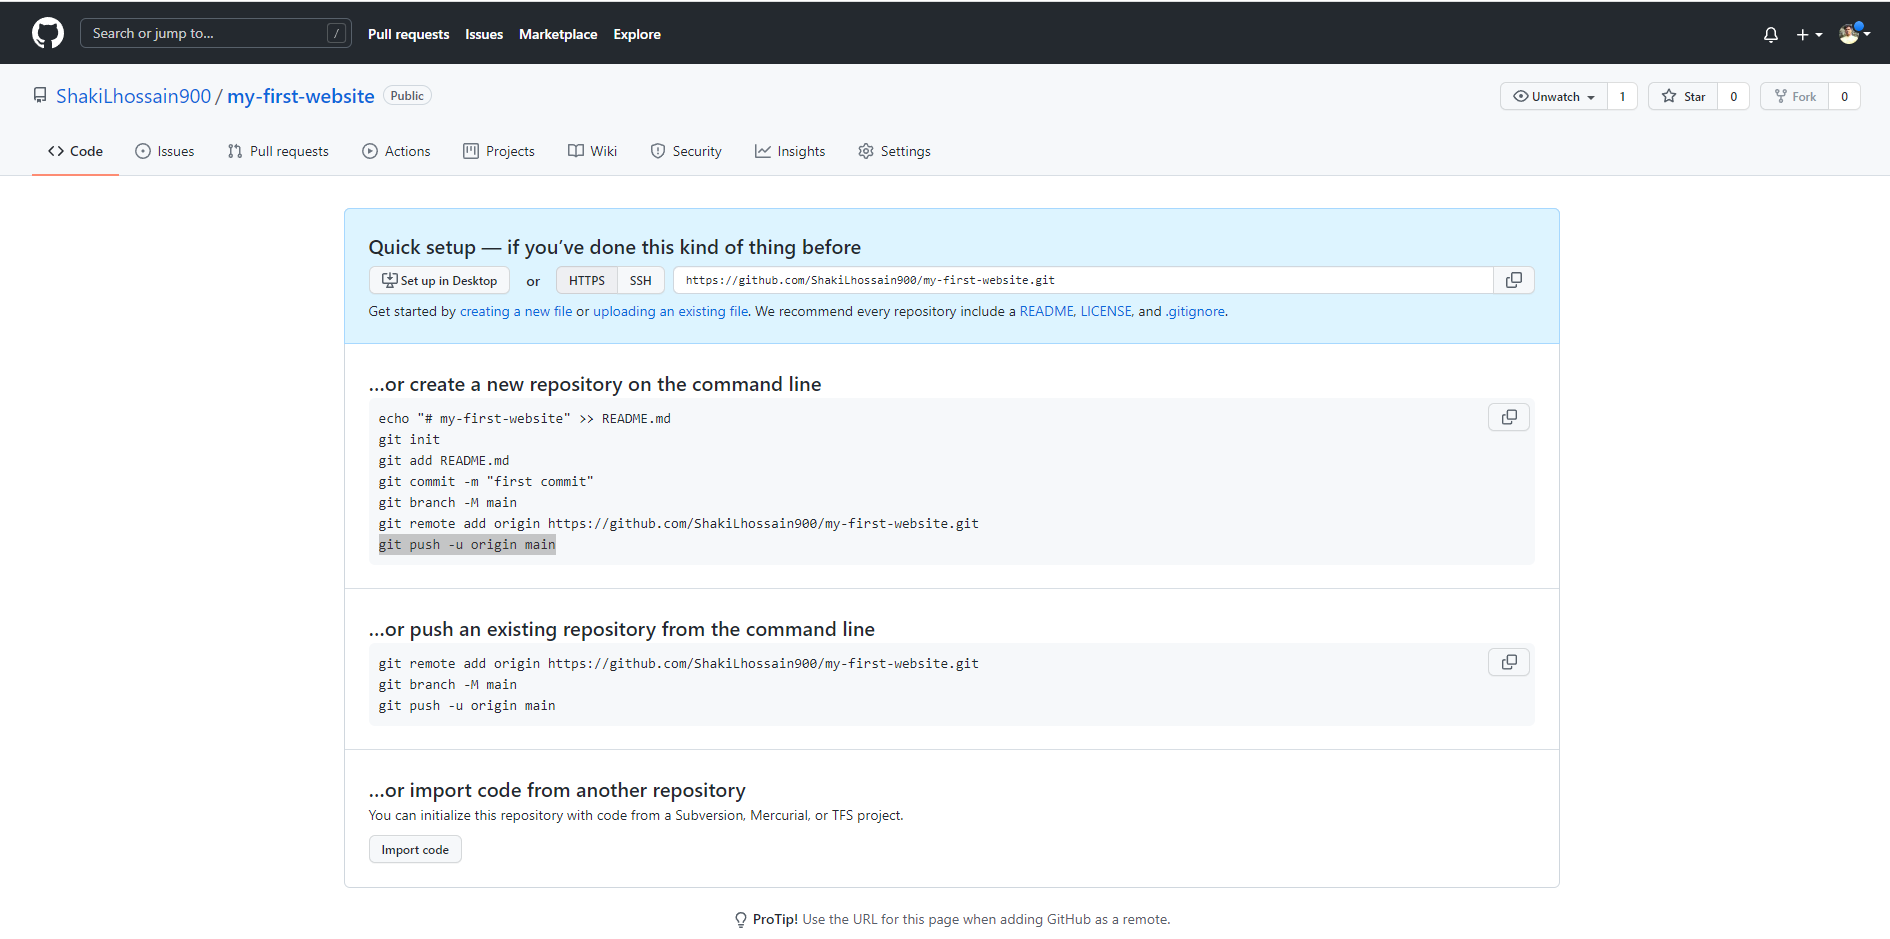 Search or jump to... /
Pull requests Issues Marketplace Explore
ShakiLhossain900 / my-first-website Public
Unwatch 1 Star 0 Fork 0
Code Issues Pull requests Actions Projects Wiki Security Insights Settings
Quick setup — if you've done this kind of thing before
Set up in Desktop or HTTPS SSH https://github.com/ShakiLhossain900/my-first-website.git
Get started by creating a new file or uploading an existing file. We recommend every repository include a README, LICENSE, and .gitignore.
…or create a new repository on the command line
echo "# my-first-website" >> README.md
git init
git add README.md
git commit -m "first commit"
git branch -M main
git remote add origin https://github.com/ShakiLhossain900/my-first-website.git
git push -u origin main
…or push an existing repository from the command line
git remote add origin https://github.com/ShakiLhossain900/my-first-website.git
git branch -M main
git push -u origin main
…or import code from another repository
You can initialize this repository with code from a Subversion, Mercurial, or TFS project.
Import code
ProTip! Use the URL for this page when adding GitHub as a remote.